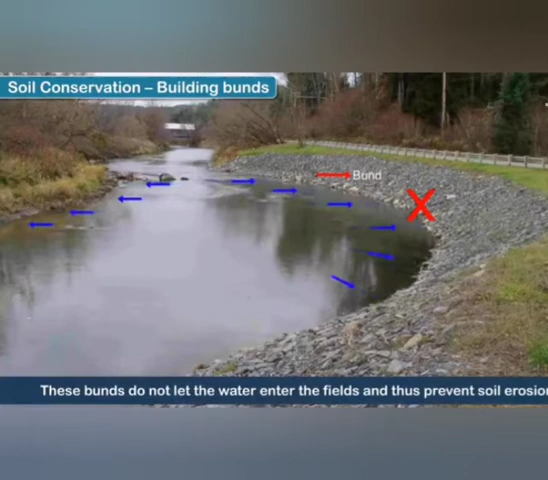 Soil Conservation – Building bunds
Bund
These bunds do not let the water enter the fields and thus prevent soil erosion